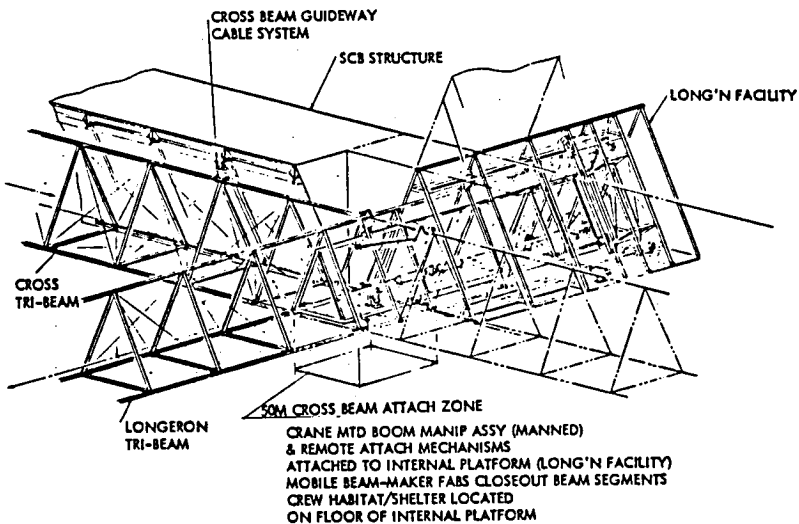 CROSS BEAM GUIDEWAY
CABLE SYSTEM
SCB STRUCTURE
LONG'N FACILITY
CROSS
TRI-BEAM
LONGERON
TRI-BEAM
50M CROSS BEAM ATTACH ZONE
CRANE MTD BOOM MANIP ASSY (MANNED)
& REMOTE ATTACH MECHANISMS
ATTACHED TO INTERNAL PLATFORM (LONG'N FACILITY)
MOBILE BEAM-MAKER FABS CLOSEOUT BEAM SEGMENTS
CREW HABITAT/SHELTER LOCATED
ON FLOOR OF INTERNAL PLATFORM